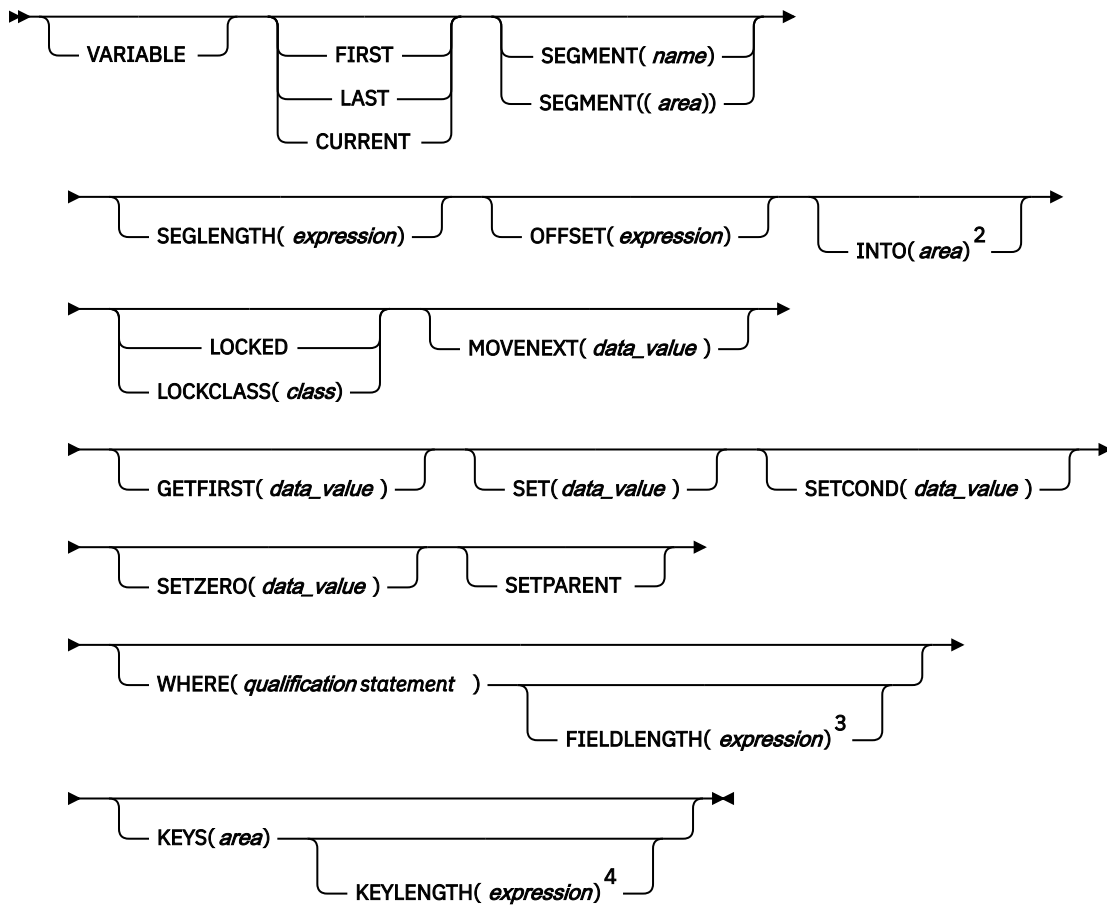 VARIABLE
FIRST
LAST
CURRENT
SEGMENT( name)
SEGMENT(( area))
SEGLENGTH( expression)
OFFSET( expression)
INTO( area) 2
LOCKED
LOCKCLASS( class)
MOVENEXT( data_value )
GETFIRST( data_value )
SET( data_value )
SETCOND( data_value )
SETZERO( data_value )
SETPARENT
WHERE( qualification statement )
FIELDLENGTH( expression) 3
KEYS( area)
KEYLENGTH( expression) 4